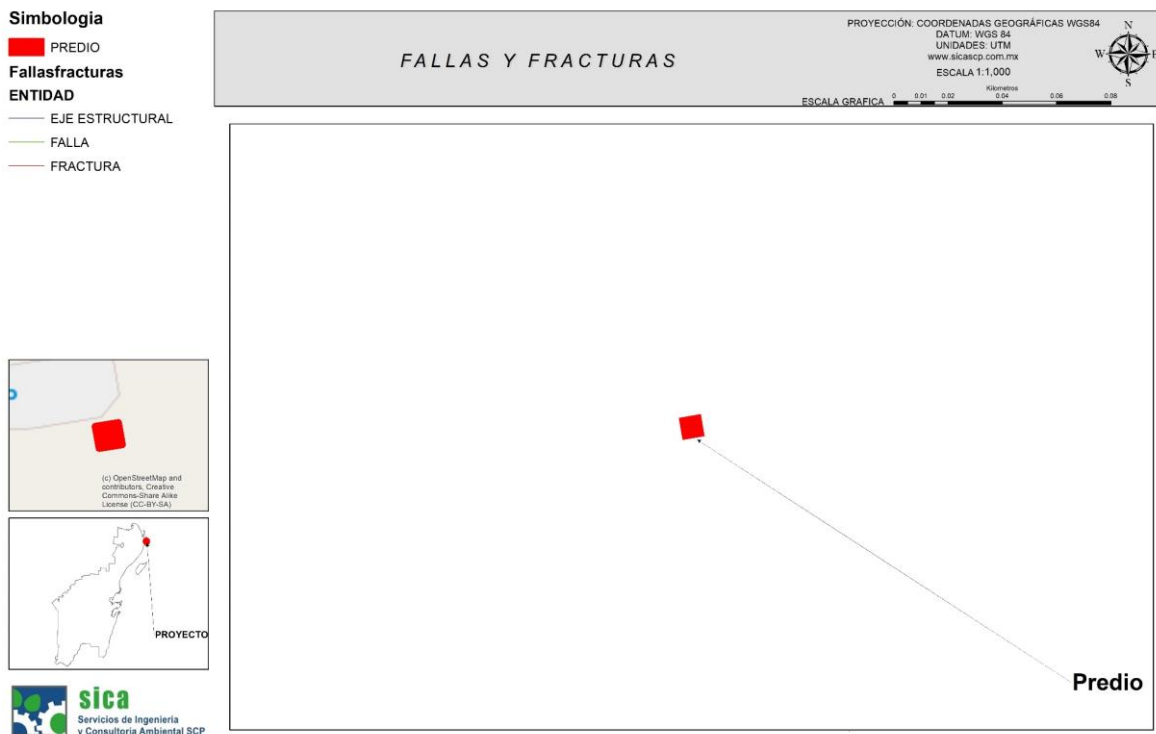 Simbologia
PREDIO
Fallasfracturas
ENTIDAD
EJE ESTRUCTURAL
FALLA
FRACTURA
FALLAS Y FRACTURAS
PROYECCIÓN: COORDENADAS GEOGRÁFICAS WGS84
DATUM: WGS 84
UNIDADES: UTM
www.sicascp.com.mx
ESCALA 1:1,000
Kilometros
ESCALA GRAFICA
0 0.01 0.02 0.04 0.06 0.08
N
W E
S
(c) OpenStreetMap and
contributors, Creative
Commons-Share Alike
License (CC-BY-SA)
PROYECTO
Predio
sica
Servicios de Ingeniería
y Consultoría Ambiental SCP